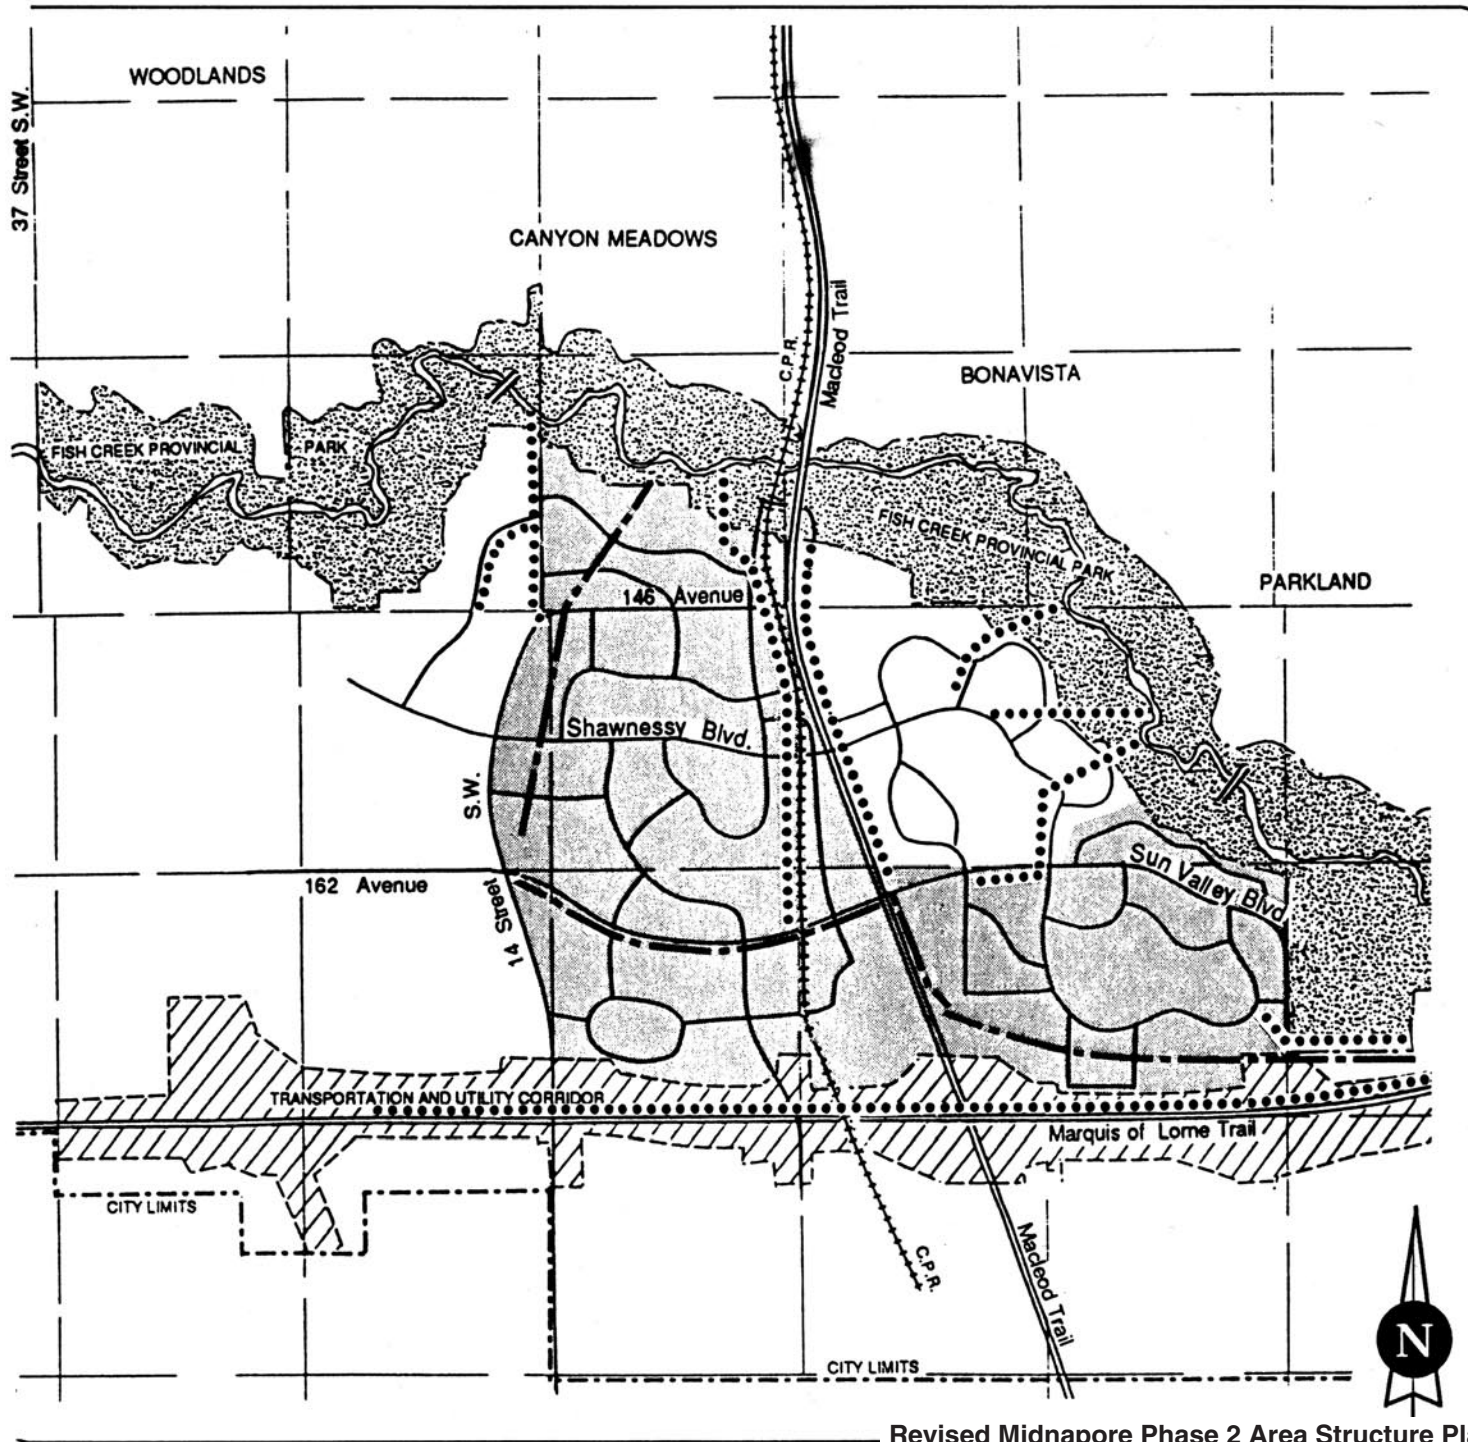 WOODLANDS
37 Street S.W.
CANYON MEADOWS
C.P.R.
Macleod Trail
BONAVISTA
FISH CREEK PROVINCIAL PARK
FISH CREEK PROVINCIAL PARK
PARKLAND
146 Avenue
Shawnessy Blvd.
S.W.
14 Street
162 Avenue
Sun Valley Blvd
TRANSPORTATION AND UTILITY CORRIDOR
Marquis of Lorne Trail
CITY LIMITS
C.P.R.
Macleod Trail
CITY LIMITS
N
Revised Midnapore Phase 2 Area Structure Pla